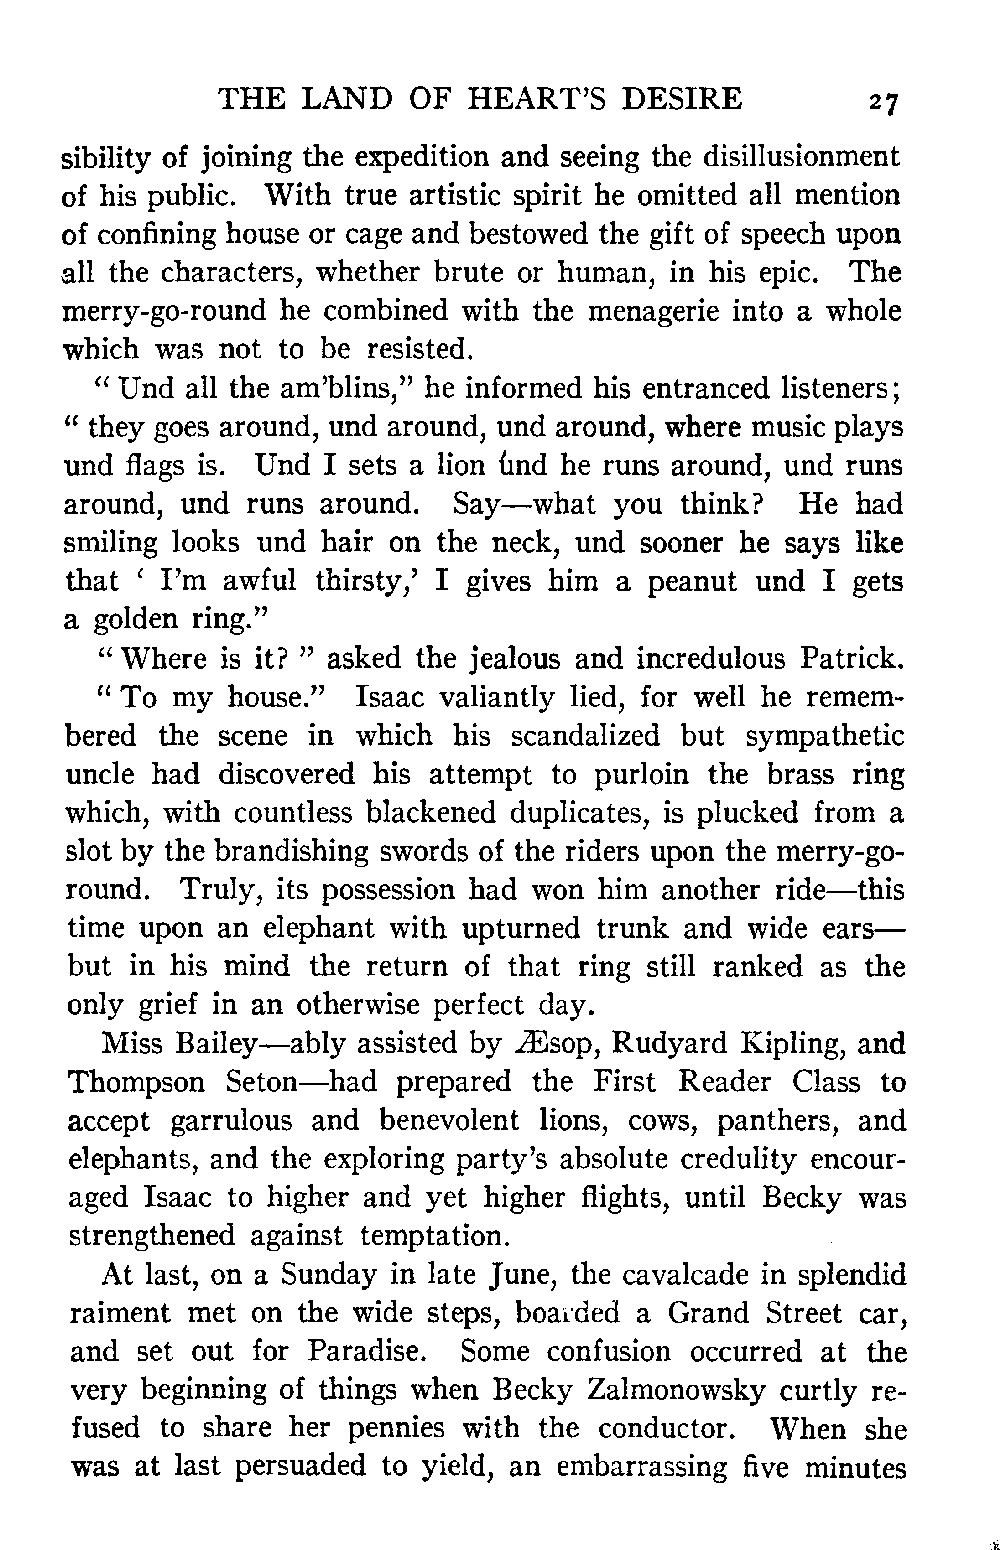 THE LAND OF HEART'S DESIRE 27
sibility of joining the expedition and seeing the disillusionment
of his public. With true artistic spirit he omitted all mention
of confining house or cage and bestowed the gift of speech upon
all the characters, whether brute or human, in his epic. The
merry-go-round he combined with the menagerie into a whole
which was not to be resisted.
“ Und all the am’blins,” he informed his entranced listeners;
“ they goes around, und around, und around, where music plays
und flags is. Und I sets a lion und he runs around, und runs
around, und runs around. Say—what you think? He had
smiling looks und hair on the neck, und sooner he says like
that ‘ I’m awful thirsty,’ I gives him a peanut und I gets
a golden ring.”
“ Where is it? ” asked the jealous and incredulous Patrick.
“ To my house.” Isaac valiantly lied, for well he remem-
bered the scene in which his scandalized but sympathetic
uncle had discovered his attempt to purloin the brass ring
which, with countless blackened duplicates, is plucked from a
slot by the brandishing swords of the riders upon the merry-go-
round. Truly, its possession had won him another ride—this
time upon an elephant with upturned trunk and wide ears—
but in his mind the return of that ring still ranked as the
only grief in an otherwise perfect day.
Miss Bailey—ably assisted by Æsop, Rudyard Kipling, and
Thompson Seton—had prepared the First Reader Class to
accept garrulous and benevolent lions, cows, panthers, and
elephants, and the exploring party’s absolute credulity encour-
aged Isaac to higher and yet higher flights, until Becky was
strengthened against temptation.
At last, on a Sunday in late June, the cavalcade in splendid
raiment met on the wide steps, boarded a Grand Street car,
and set out for Paradise. Some confusion occurred at the
very beginning of things when Becky Zalmonowsky curtly re-
fused to share her pennies with the conductor. When she
was at last persuaded to yield, an embarrassing five minutes